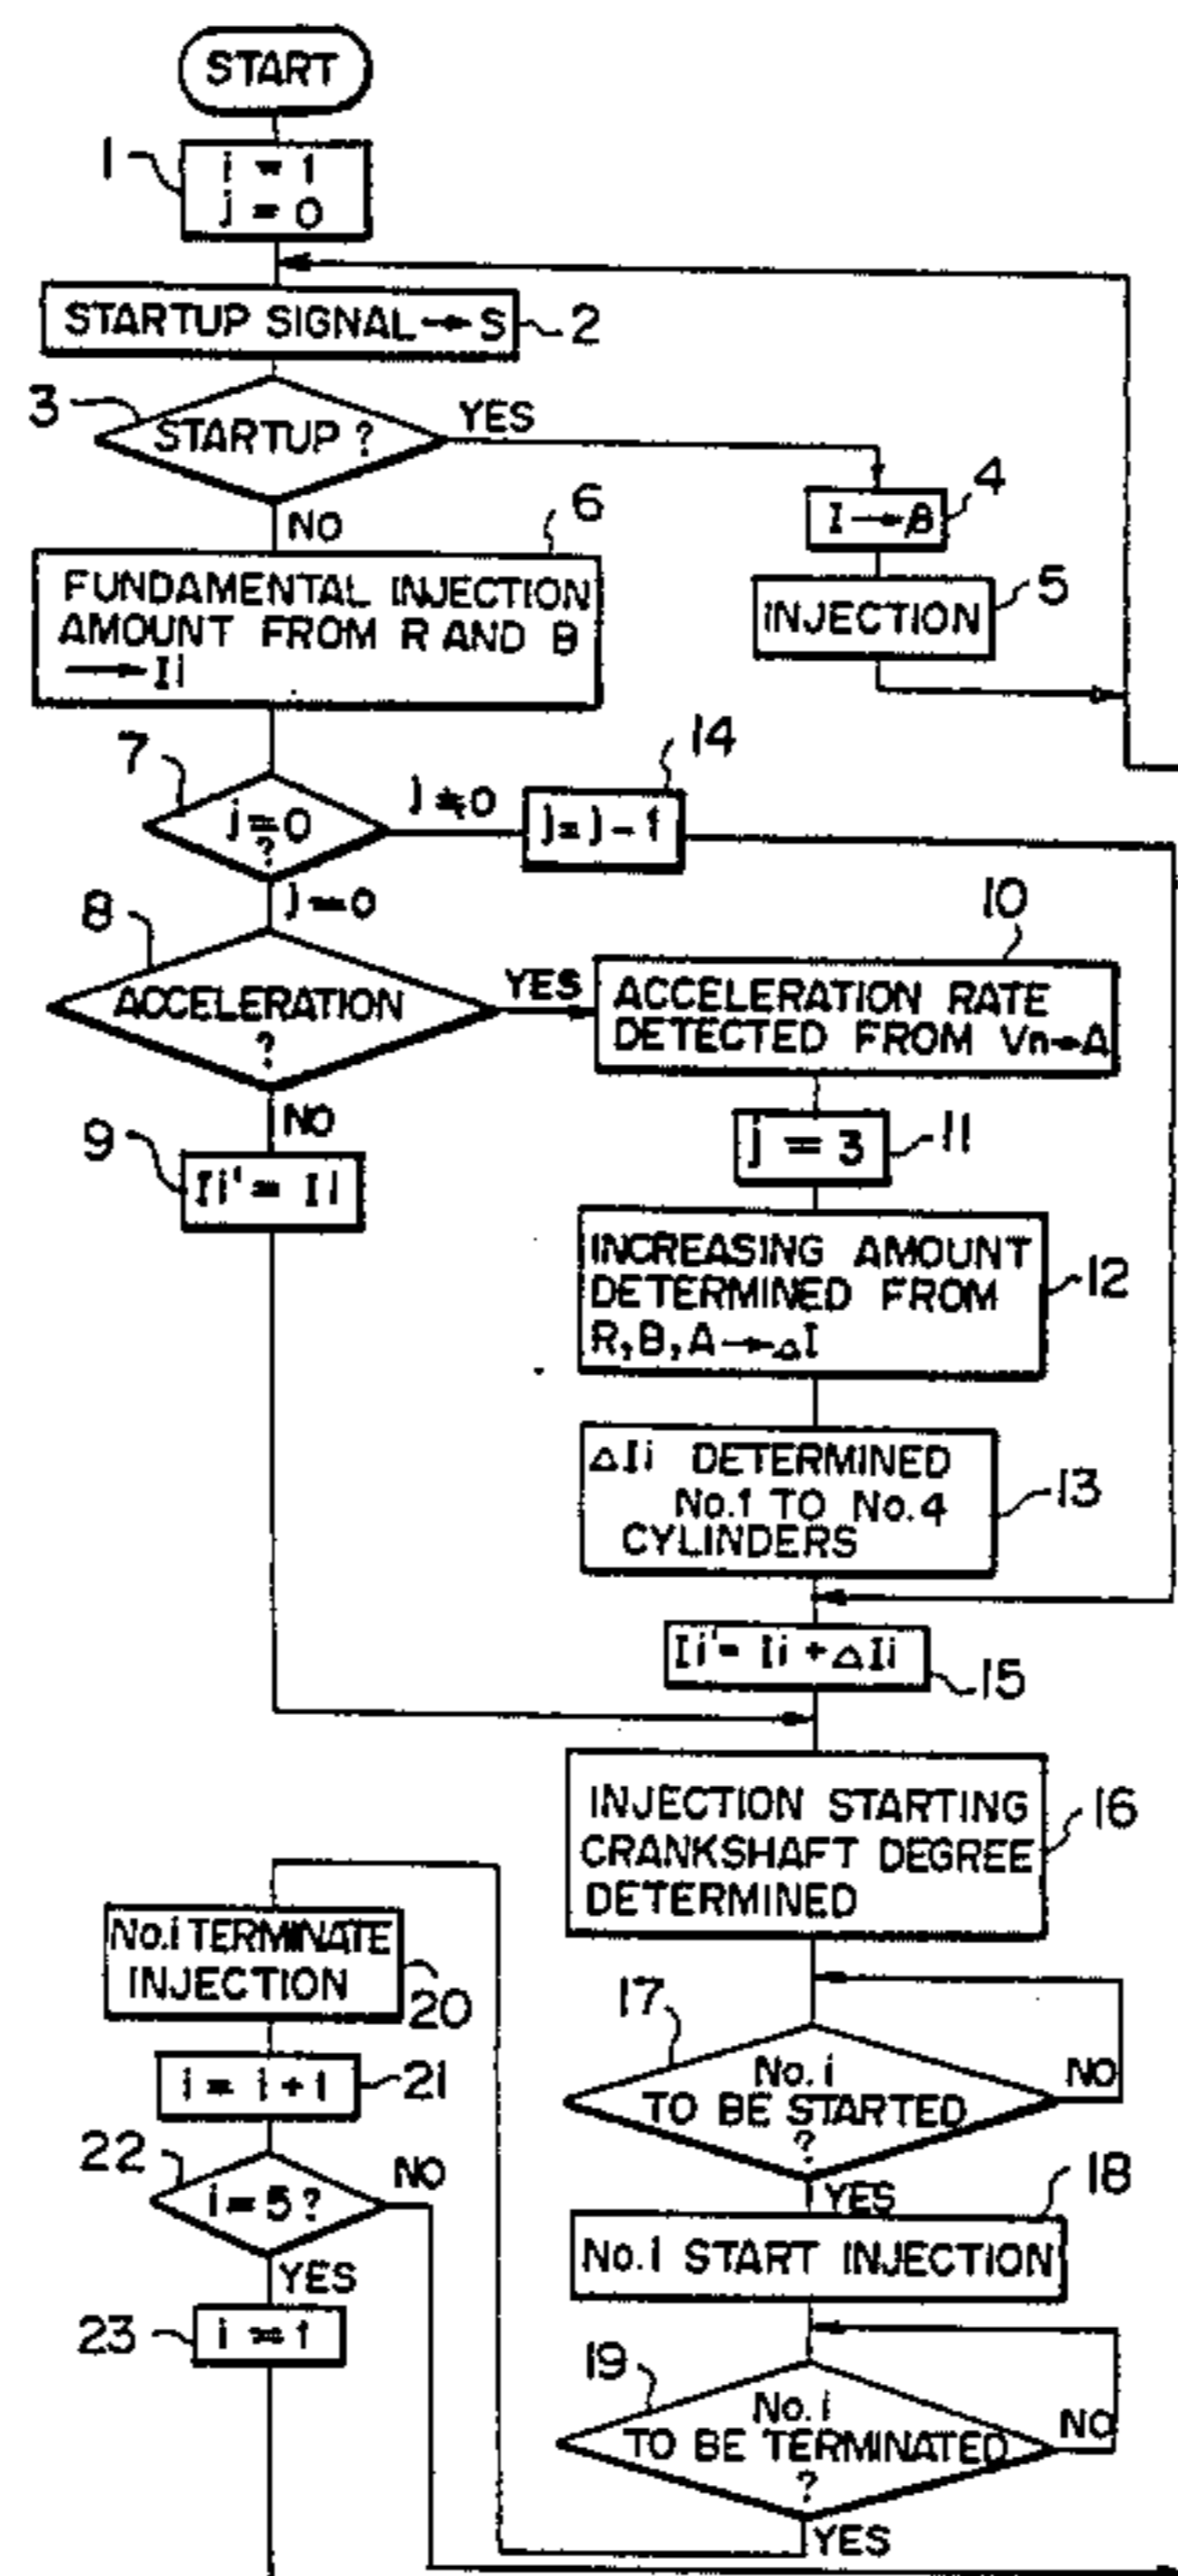 START
1
i = 1
j = 0
STARTUP SIGNAL → S
2
3
STARTUP ?
YES
NO
4
I → β
5
INJECTION
6
FUNDAMENTAL INJECTION
AMOUNT FROM R AND B
→ Ii
7
j = 0
?
j ≠ 0
14
j = j - 1
j = 0
8
ACCELERATION
?
YES
NO
10
ACCELERATION RATE
DETECTED FROM Vn → A
9
Ii' = Ii
j = 3
11
INCREASING AMOUNT
DETERMINED FROM
R, B, A → ΔI
12
ΔIi DETERMINED
No.1 TO No.4
CYLINDERS
13
Ii' = Ii + ΔIi
15
INJECTION STARTING
CRANKSHAFT DEGREE
DETERMINED
16
17
No. i
TO BE STARTED
?
NO
YES
18
No. i START INJECTION
19
No. i
TO BE TERMINATED
?
NO
YES
No. i TERMINATE
INJECTION
20
i = i + 1
21
22
i = 5 ?
NO
YES
23
i = 1